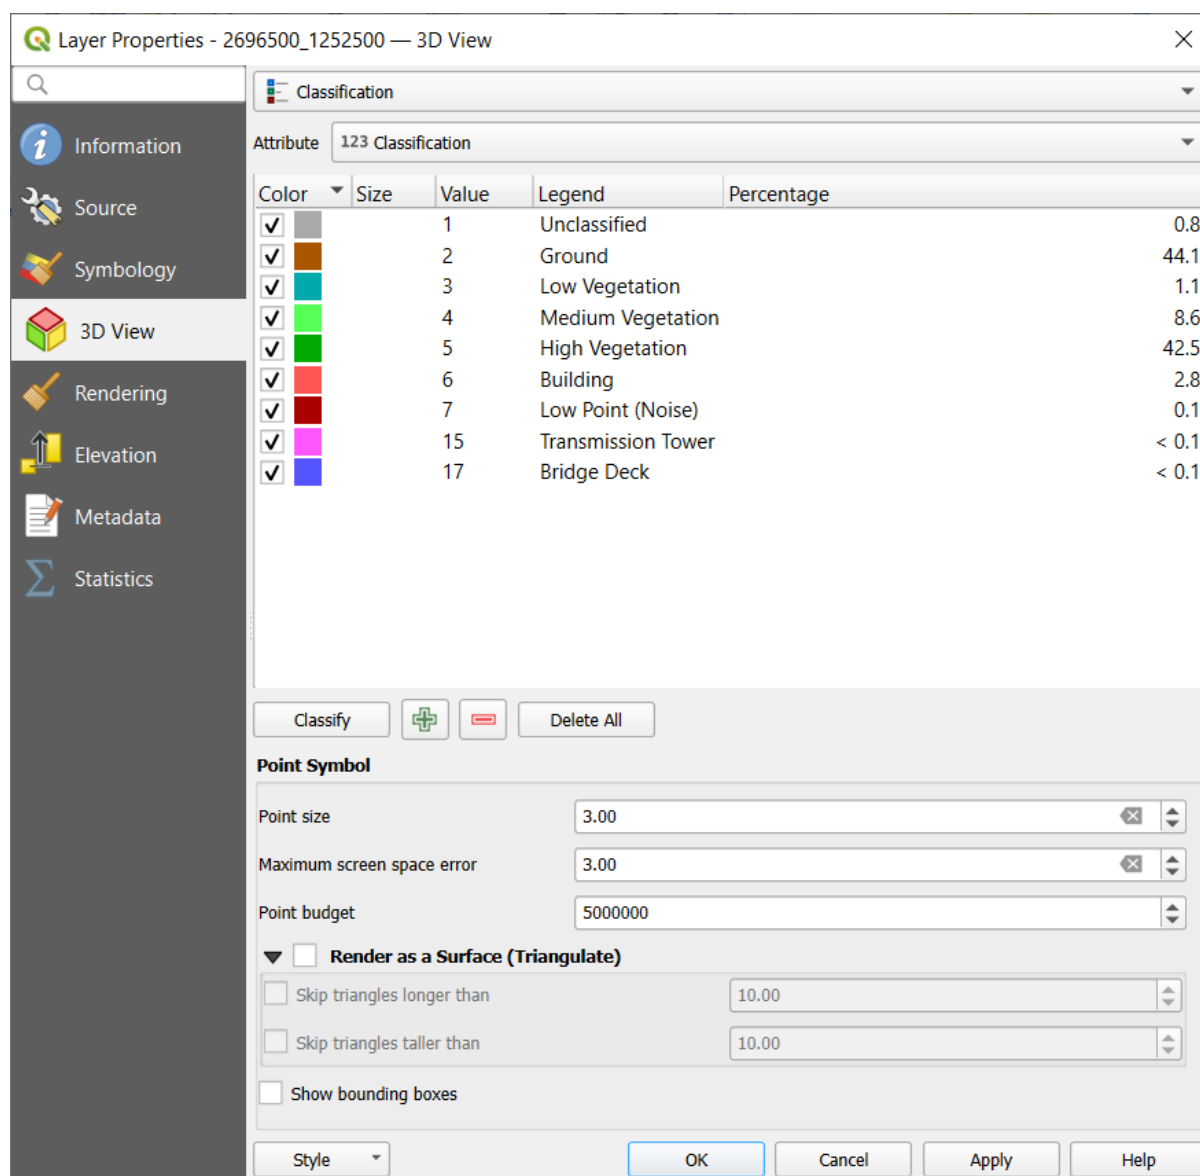 Layer Properties - 2696500_1252500 — 3D View
Information
Source
Symbology
3D View
Rendering
Elevation
Metadata
Statistics
Classification
Attribute 123 Classification
Color Size Value Legend Percentage
1 Unclassified 0.8
2 Ground 44.1
3 Low Vegetation 1.1
4 Medium Vegetation 8.6
5 High Vegetation 42.5
6 Building 2.8
7 Low Point (Noise) 0.1
15 Transmission Tower < 0.1
17 Bridge Deck < 0.1
Classify Delete All
Point Symbol
Point size 3.00
Maximum screen space error 3.00
Point budget 5000000
Render as a Surface (Triangulate)
Skip triangles longer than 10.00
Skip triangles taller than 10.00
Show bounding boxes
Style OK Cancel Apply Help